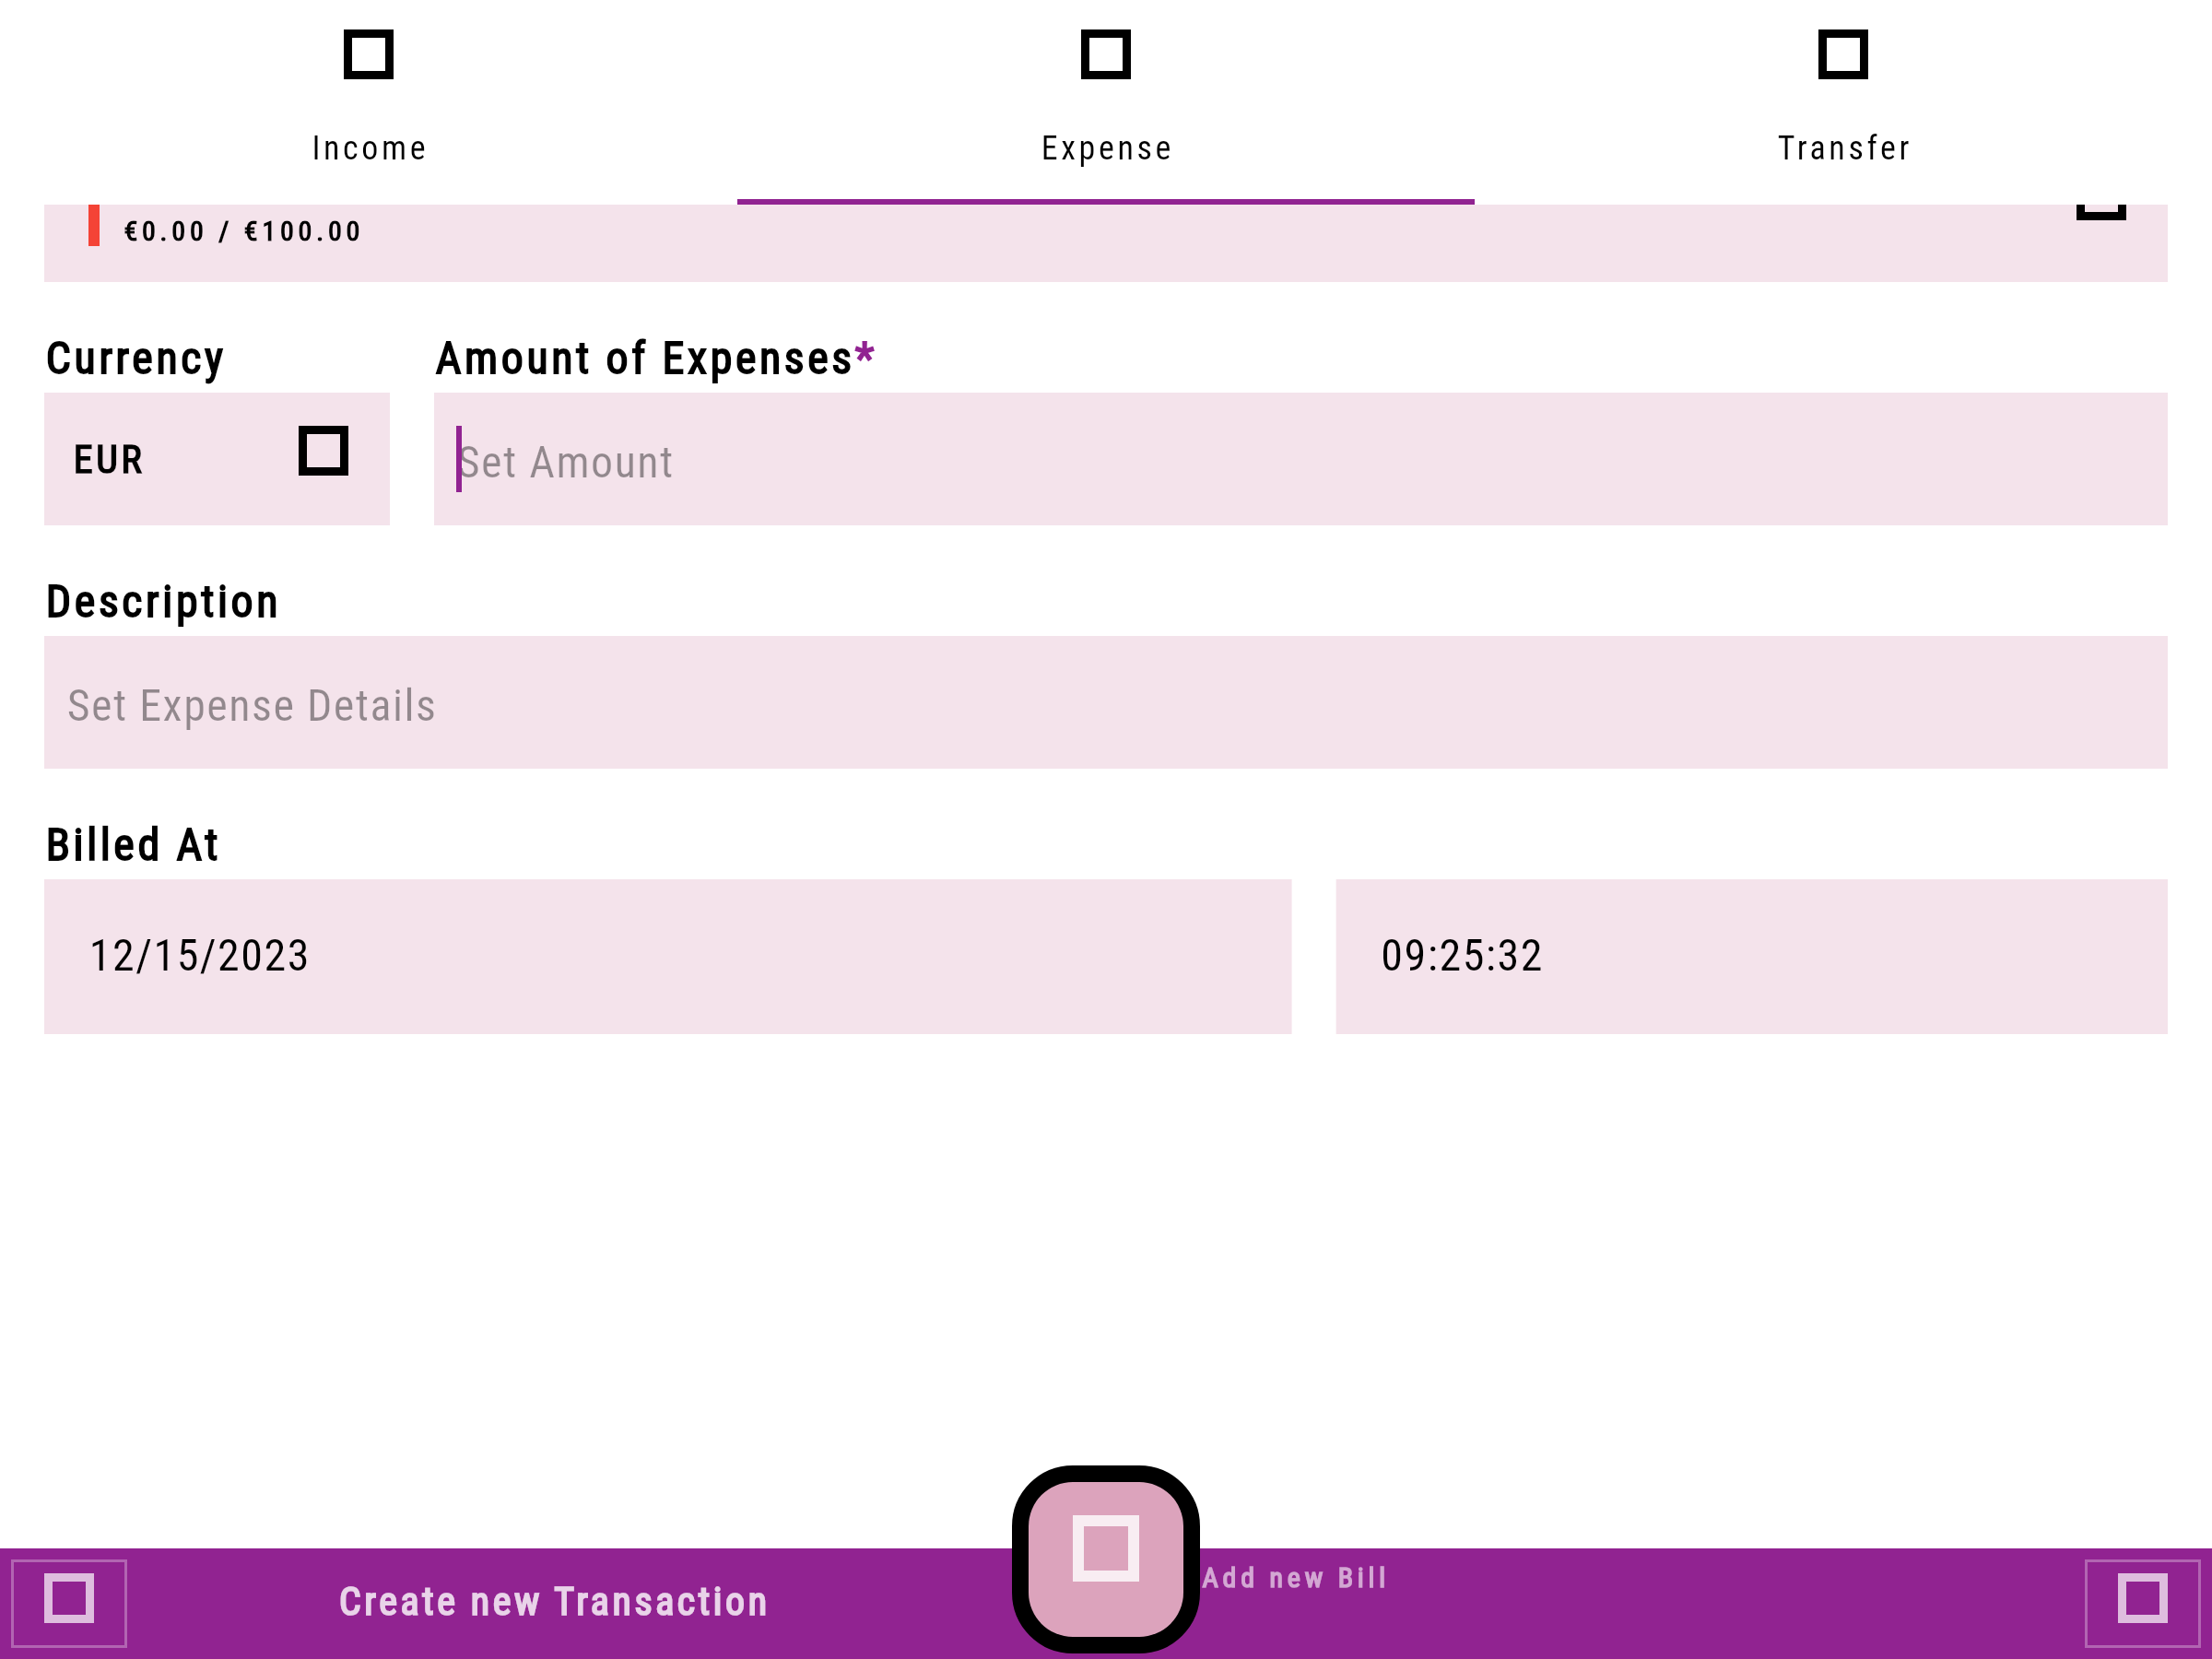 Income
Expense
Transfer
€0.00 / €100.00
Currency
Amount of Expenses*
EUR
Set Amount
Description
Set Expense Details
Billed At
12/15/2023
09:25:32
Create new Transaction
Add new Bill